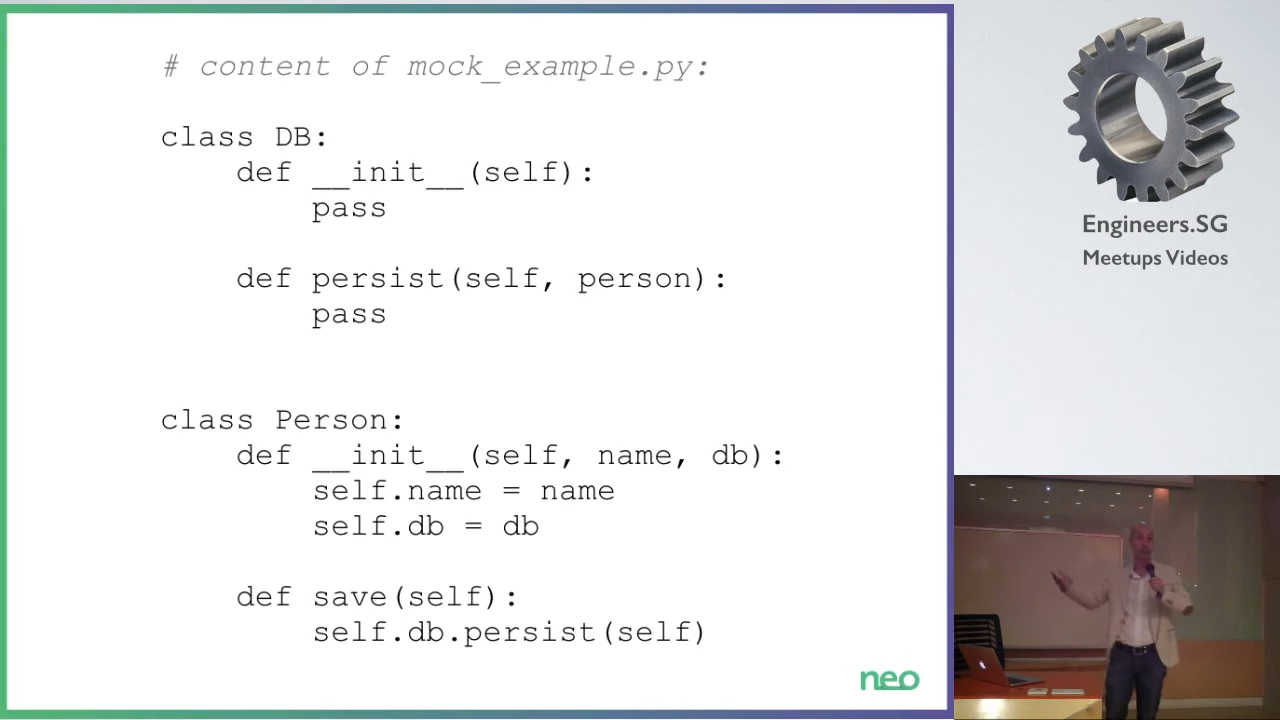 # content of mock_example.py:
class DB:
    def __init__(self):
        pass
    def persist(self, person):
        pass
class Person:
    def __init__(self, name, db):
        self.name = name
        self.db = db
    def save(self):
        self.db.persist(self)
neo
Engineers.SG
Meetups Videos